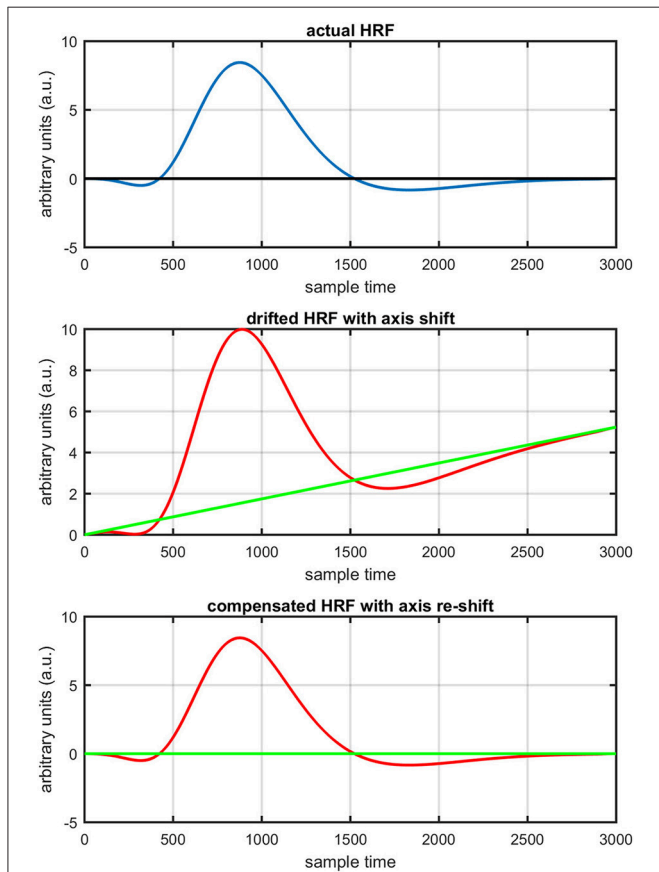 actual HRF
10
5
0
-5
arbitrary units (a.u.)
0 500 1000 1500 2000 2500 3000
sample time
drifted HRF with axis shift
10
8
6
4
2
0
arbitrary units (a.u.)
0 500 1000 1500 2000 2500 3000
sample time
compensated HRF with axis re-shift
10
5
0
-5
arbitrary units (a.u.)
0 500 1000 1500 2000 2500 3000
sample time